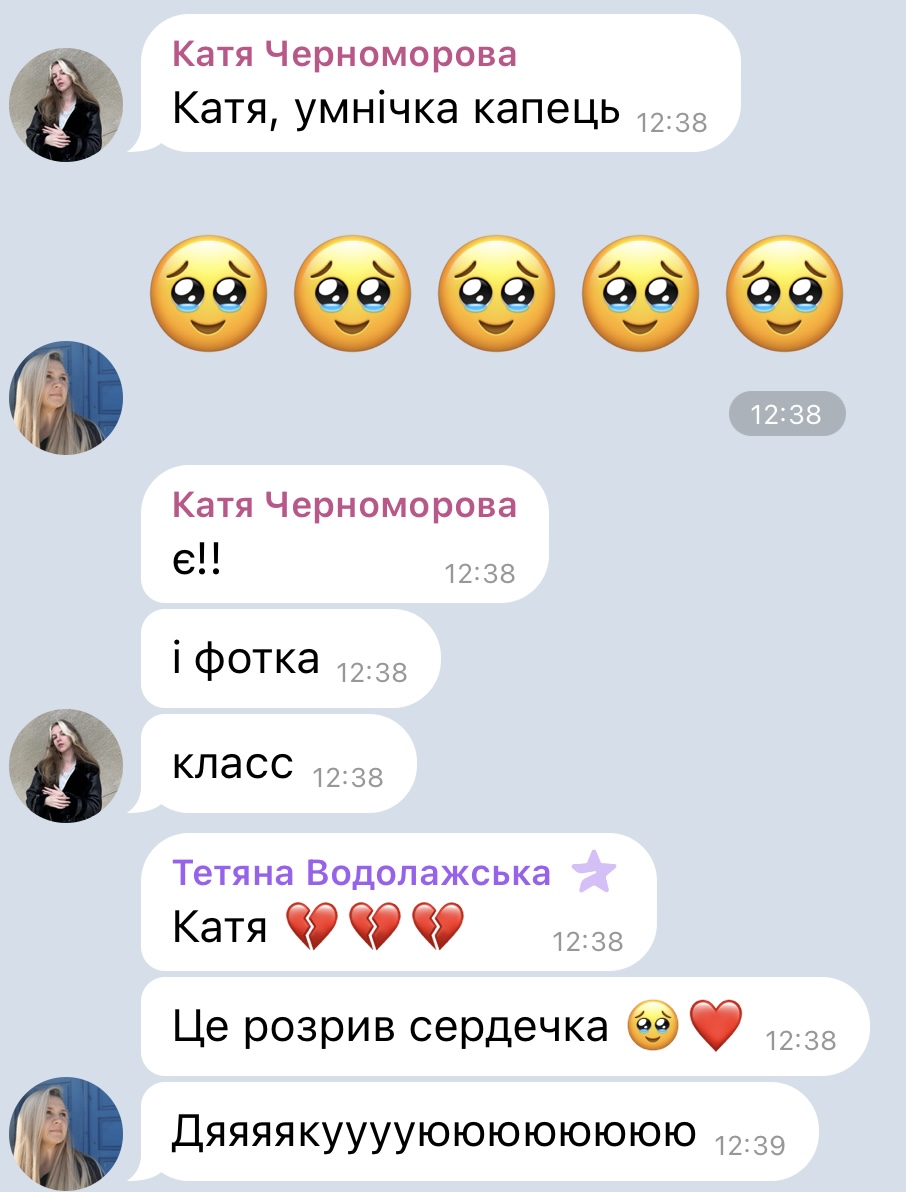 Катя Черноморова
Катя, умнічка капець 12:38
🥹🥹🥹🥹🥹
12:38
Катя Черноморова
є!! 12:38
і фотка 12:38
класс 12:38
Тетяна Водолажська
Катя 💔💔💔 12:38
Це розрив сердечка 🥹❤️ 12:38
Дяяяякууууюююююююю 12:39